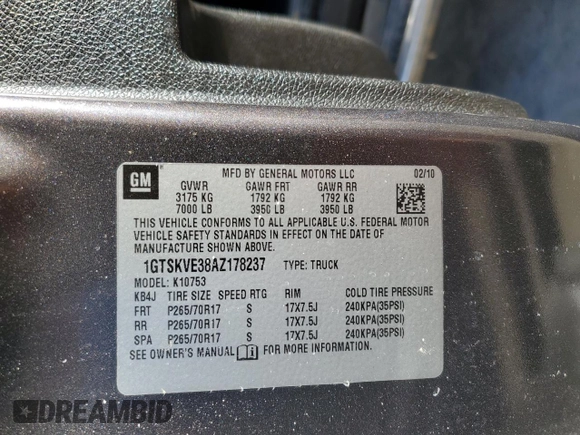 GM
MFD BY GENERAL MOTORS LLC 02/10
GVWR GAWR FRT GAWR RR
3175 KG 1792 KG 1792 KG
7000 LB 3950 LB 3950 LB
THIS VEHICLE CONFORMS TO ALL APPLICABLE U.S. FEDERAL MOTOR
VEHICLE SAFETY STANDARDS IN EFFECT ON THE DATE OF
MANUFACTURE SHOWN ABOVE.
1GTSKVE38AZ178237 TYPE: TRUCK
MODEL: K10753
KB4J TIRE SIZE SPEED RTG RIM COLD TIRE PRESSURE
FRT P265/70R17 S 17X7.5J 240KPA(35PSI)
RR P265/70R17 S 17X7.5J 240KPA(35PSI)
SPA P265/70R17 S 17X7.5J 240KPA(35PSI)
SEE OWNER'S MANUAL FOR MORE INFORMATION.
DREAMBID